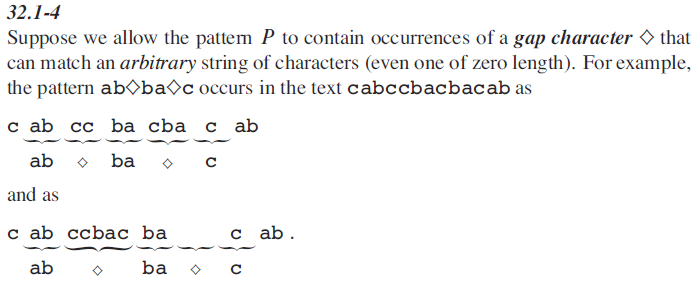 32.1-4
Suppose we allow the pattern P to contain occurrences of a gap character ◇ that
can match an arbitrary string of characters (even one of zero length). For example,
the pattern ab◇ba◇c occurs in the text cabccbacbacab as
c ab cc ba cba c ab
ab ◇ ba ◇ c
and as
c ab ccbac ba c ab .
ab ◇ ba ◇ c